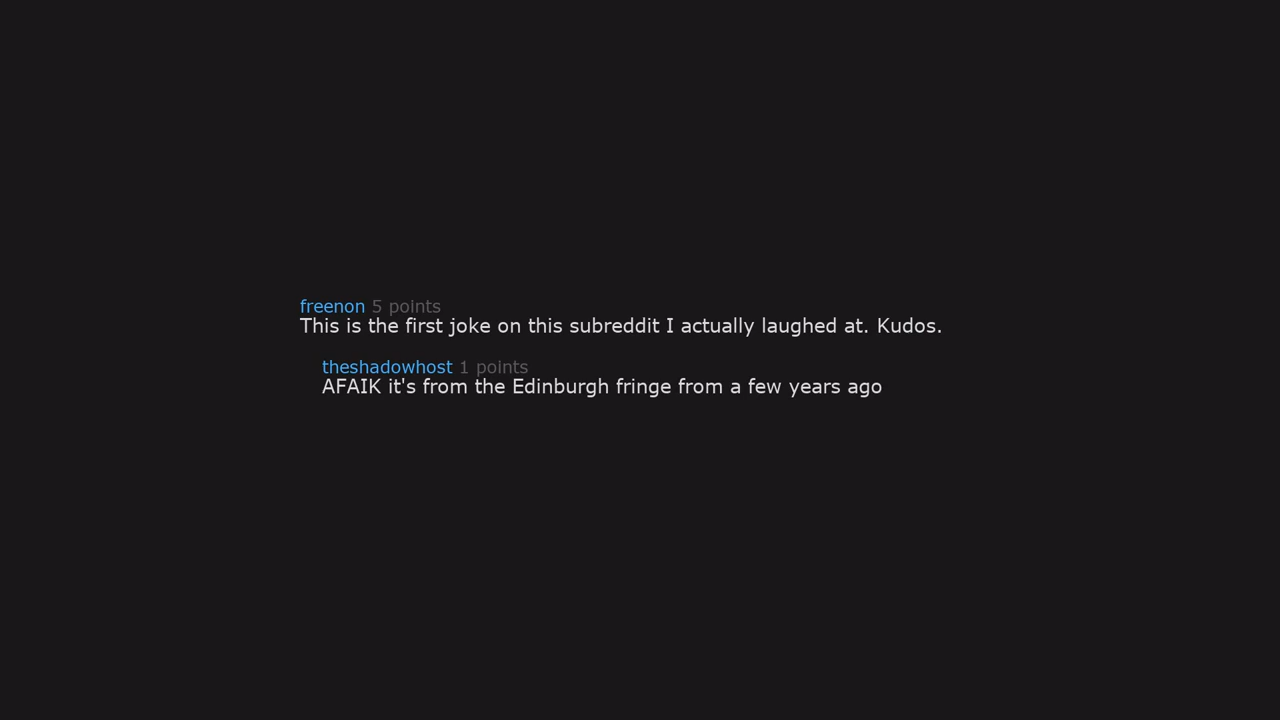 freenon 5 points
This is the first joke on this subreddit I actually laughed at. Kudos.
theshadowhost 1 points
AFAIK it's from the Edinburgh fringe from a few years ago